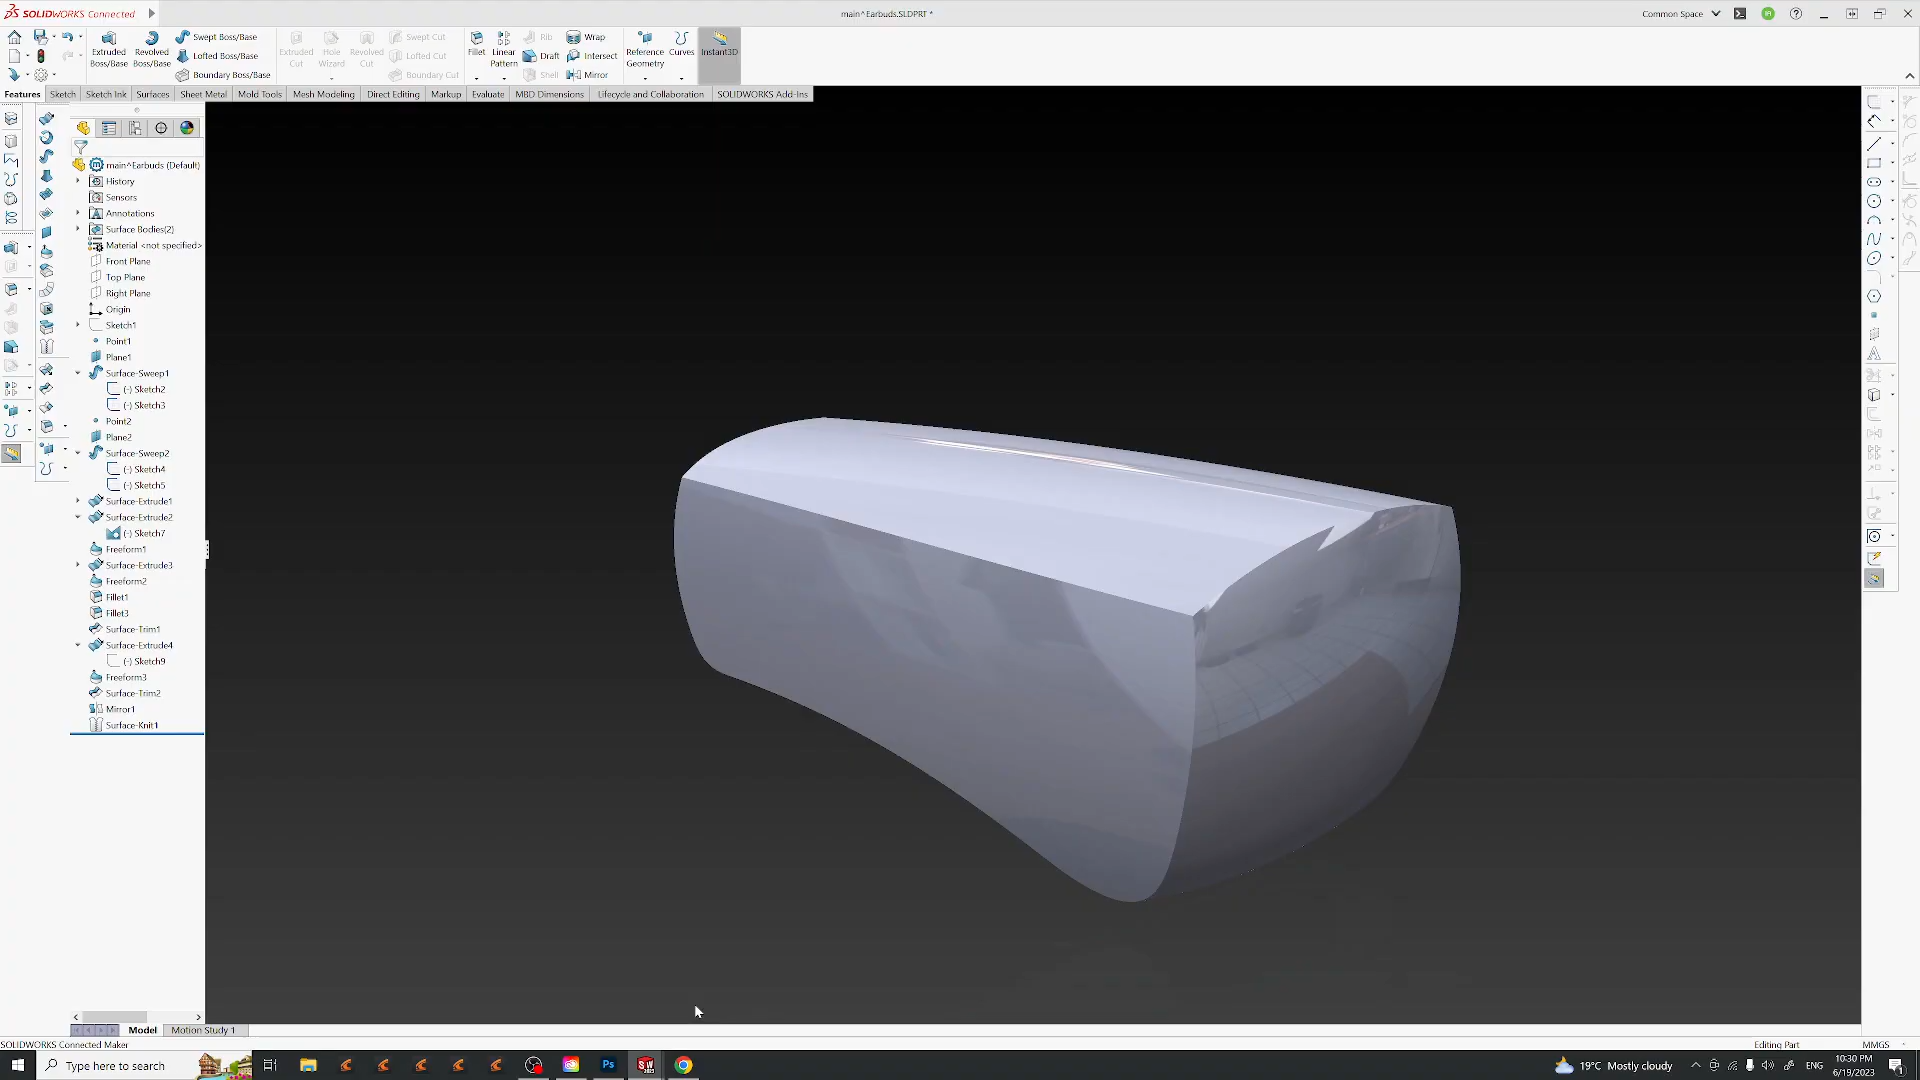 SOLIDWORKS Connected
main^Earbuds.SLDPRT *
Common Space
Extruded Boss/Base
Revolved Boss/Base
Swept Boss/Base
Lofted Boss/Base
Boundary Boss/Base
Extruded Cut
Hole Wizard
Revolved Cut
Swept Cut
Lofted Cut
Boundary Cut
Fillet
Linear Pattern
Rib
Draft
Shell
Wrap
Intersect
Mirror
Reference Geometry
Curves
Instant3D
Features
Sketch
Sketch Ink
Surfaces
Sheet Metal
Mold Tools
Mesh Modeling
Direct Editing
Markup
Evaluate
MBD Dimensions
Lifecycle and Collaboration
SOLIDWORKS Add-Ins
main^Earbuds (Default)
History
Sensors
Annotations
Surface Bodies(2)
Material <not specified>
Front Plane
Top Plane
Right Plane
Origin
Sketch1
Point1
Plane1
Surface-Sweep1
(-) Sketch2
(-) Sketch3
Point2
Plane2
Surface-Sweep2
(-) Sketch4
(-) Sketch5
Surface-Extrude1
Surface-Extrude2
(-) Sketch7
Freeform1
Surface-Extrude3
Freeform2
Fillet1
Fillet3
Surface-Trim1
Surface-Extrude4
(-) Sketch9
Freeform3
Surface-Trim2
Mirror1
Surface-Knit1
Model
Motion Study 1
SOLIDWORKS Connected Maker
Editing Part
MMGS
Type here to search
Ps
SW
19°C Mostly cloudy
ENG
10:30 PM
6/19/2023